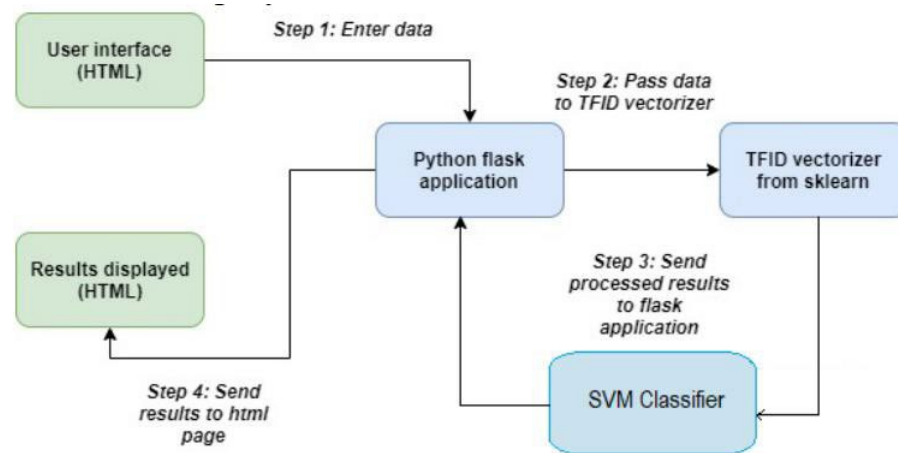 Step 1: Enter data
User interface
(HTML)
Step 2: Pass data
to TFID vectorizer
Python flask
application
TFID vectorizer
from sklearn
Results displayed
(HTML)
Step 3: Send
processed results
to flask
application
Step 4: Send
results to html
page
SVM Classifier